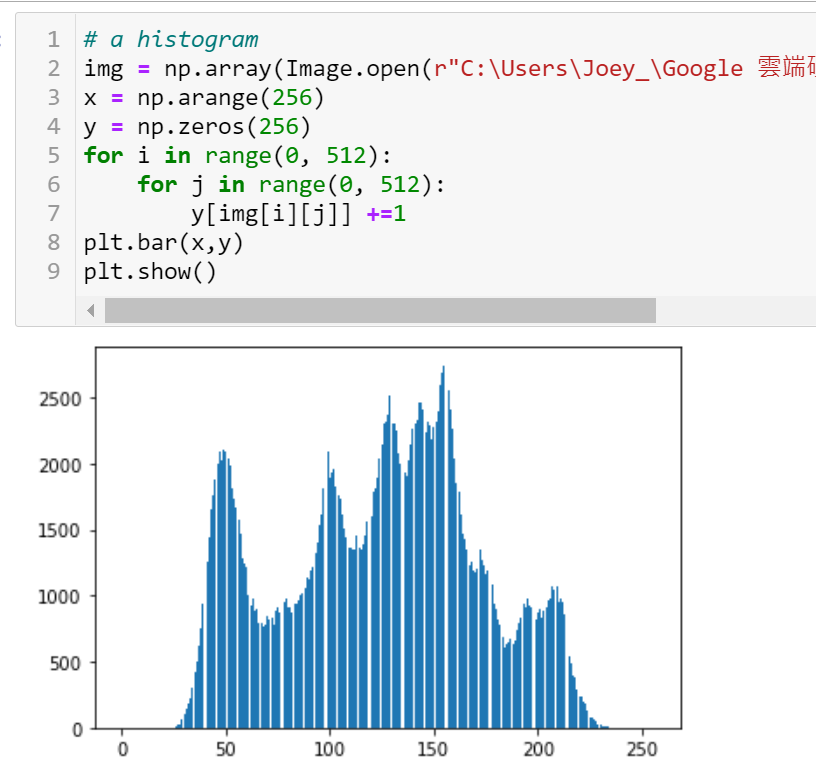 1 # a histogram
2 img = np.array(Image.open(r"C:\Users\Joey_\Google 雲端
3 x = np.arange(256)
4 y = np.zeros(256)
5 for i in range(0, 512):
6     for j in range(0, 512):
7         y[img[i][j]] +=1
8 plt.bar(x,y)
9 plt.show()
2500
2000
1500
1000
500
0
0 50 100 150 200 250